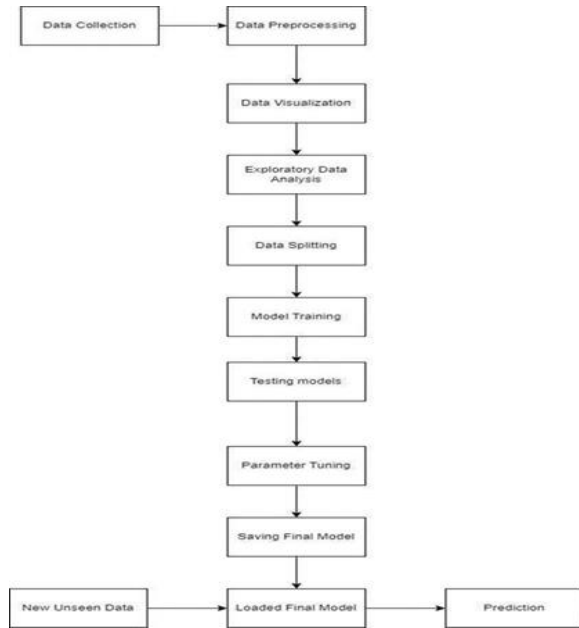 Data Collection
Data Preprocessing
Data Visualization
Exploratory Data
Analysis
Data Splitting
Model Training
Testing models
Parameter Tuning
Saving Final Model
New Unseen Data
Loaded Final Model
Prediction